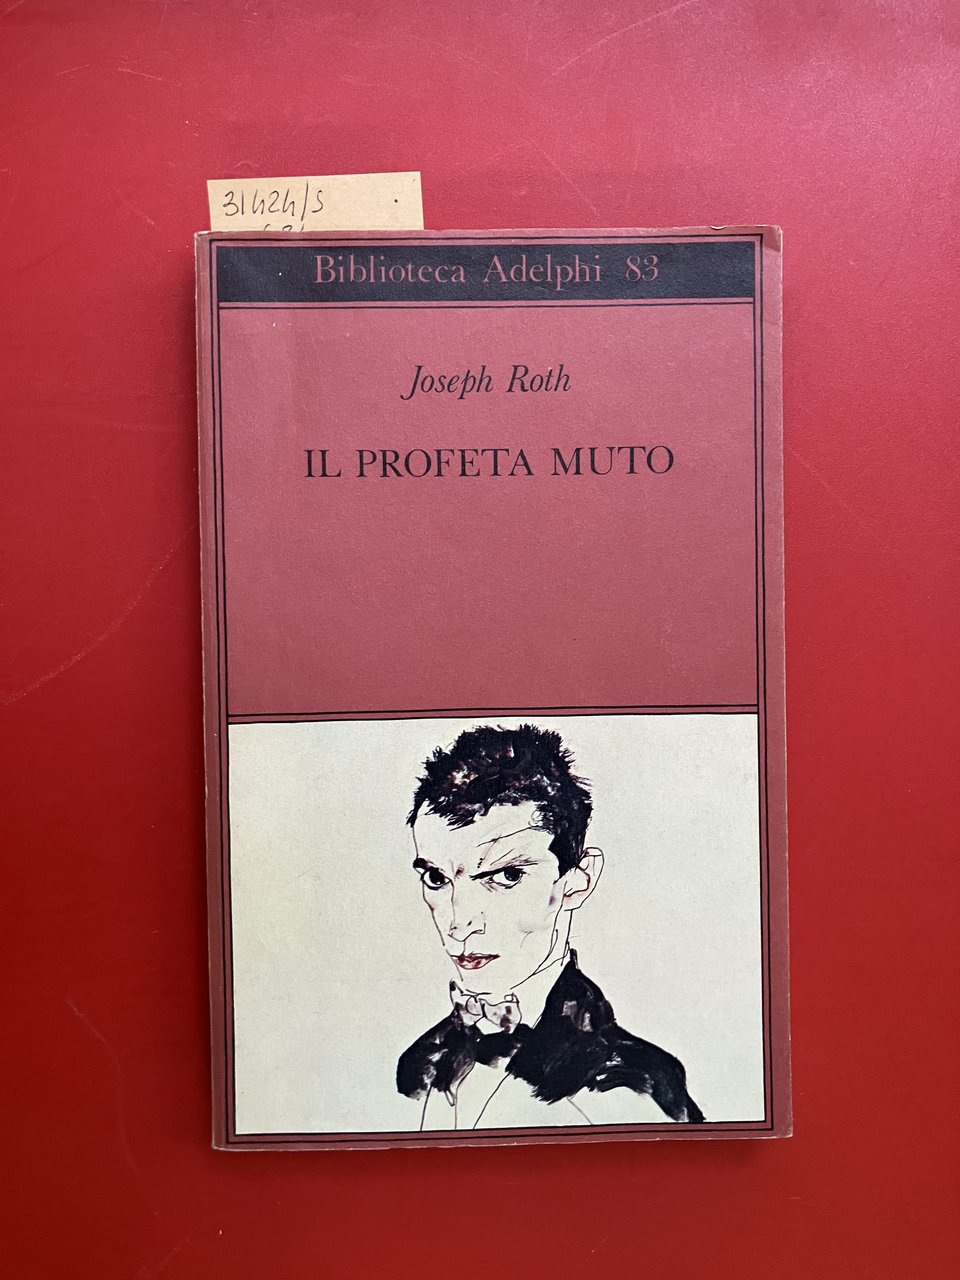 31424/S
Biblioteca Adelphi 83
Joseph Roth
IL PROFETA MUTO